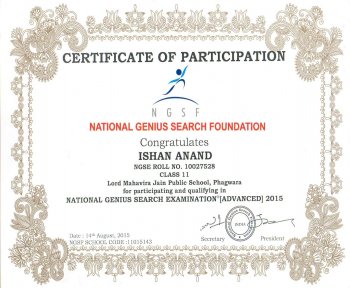 CERTIFICATE OF PARTICIPATION
NGSF
NATIONAL GENIUS SEARCH FOUNDATION
Congratulates
ISHAN ANAND
NGSE ROLL NO. 10027528
CLASS 11
Lord Mahavira Jain Public School, Phagwara
for participating and qualifying in
NATIONAL GENIUS SEARCH EXAMINATION [ADVANCED] 2015
INDIA
Date : 14th August, 2015
Secretary
President
NGSF SCHOOL CODE :I1015143